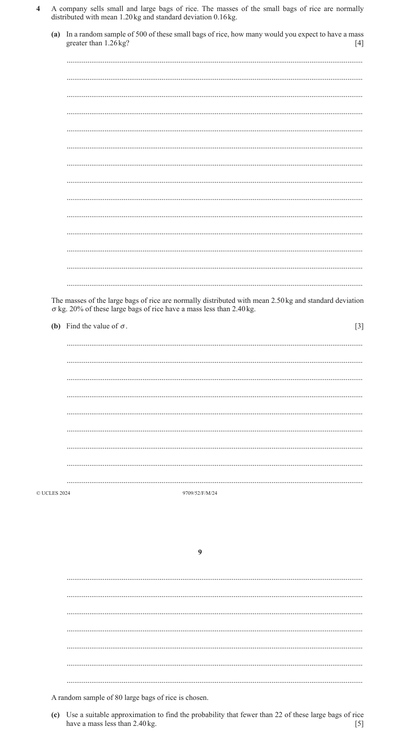 4 A company sells small and large bags of rice. The masses of the small bags of rice are normally
distributed with mean 1.20 kg and standard deviation 0.16 kg.
(a) In a random sample of 500 of these small bags of rice, how many would you expect to have a mass
greater than 1.26 kg? [4]
The masses of the large bags of rice are normally distributed with mean 2.50 kg and standard deviation
σ kg. 20% of these large bags of rice have a mass less than 2.40 kg.
(b) Find the value of σ. [3]
© UCLES 2024 9709/52/F/M/24
9
A random sample of 80 large bags of rice is chosen.
(c) Use a suitable approximation to find the probability that fewer than 22 of these large bags of rice
have a mass less than 2.40 kg. [5]